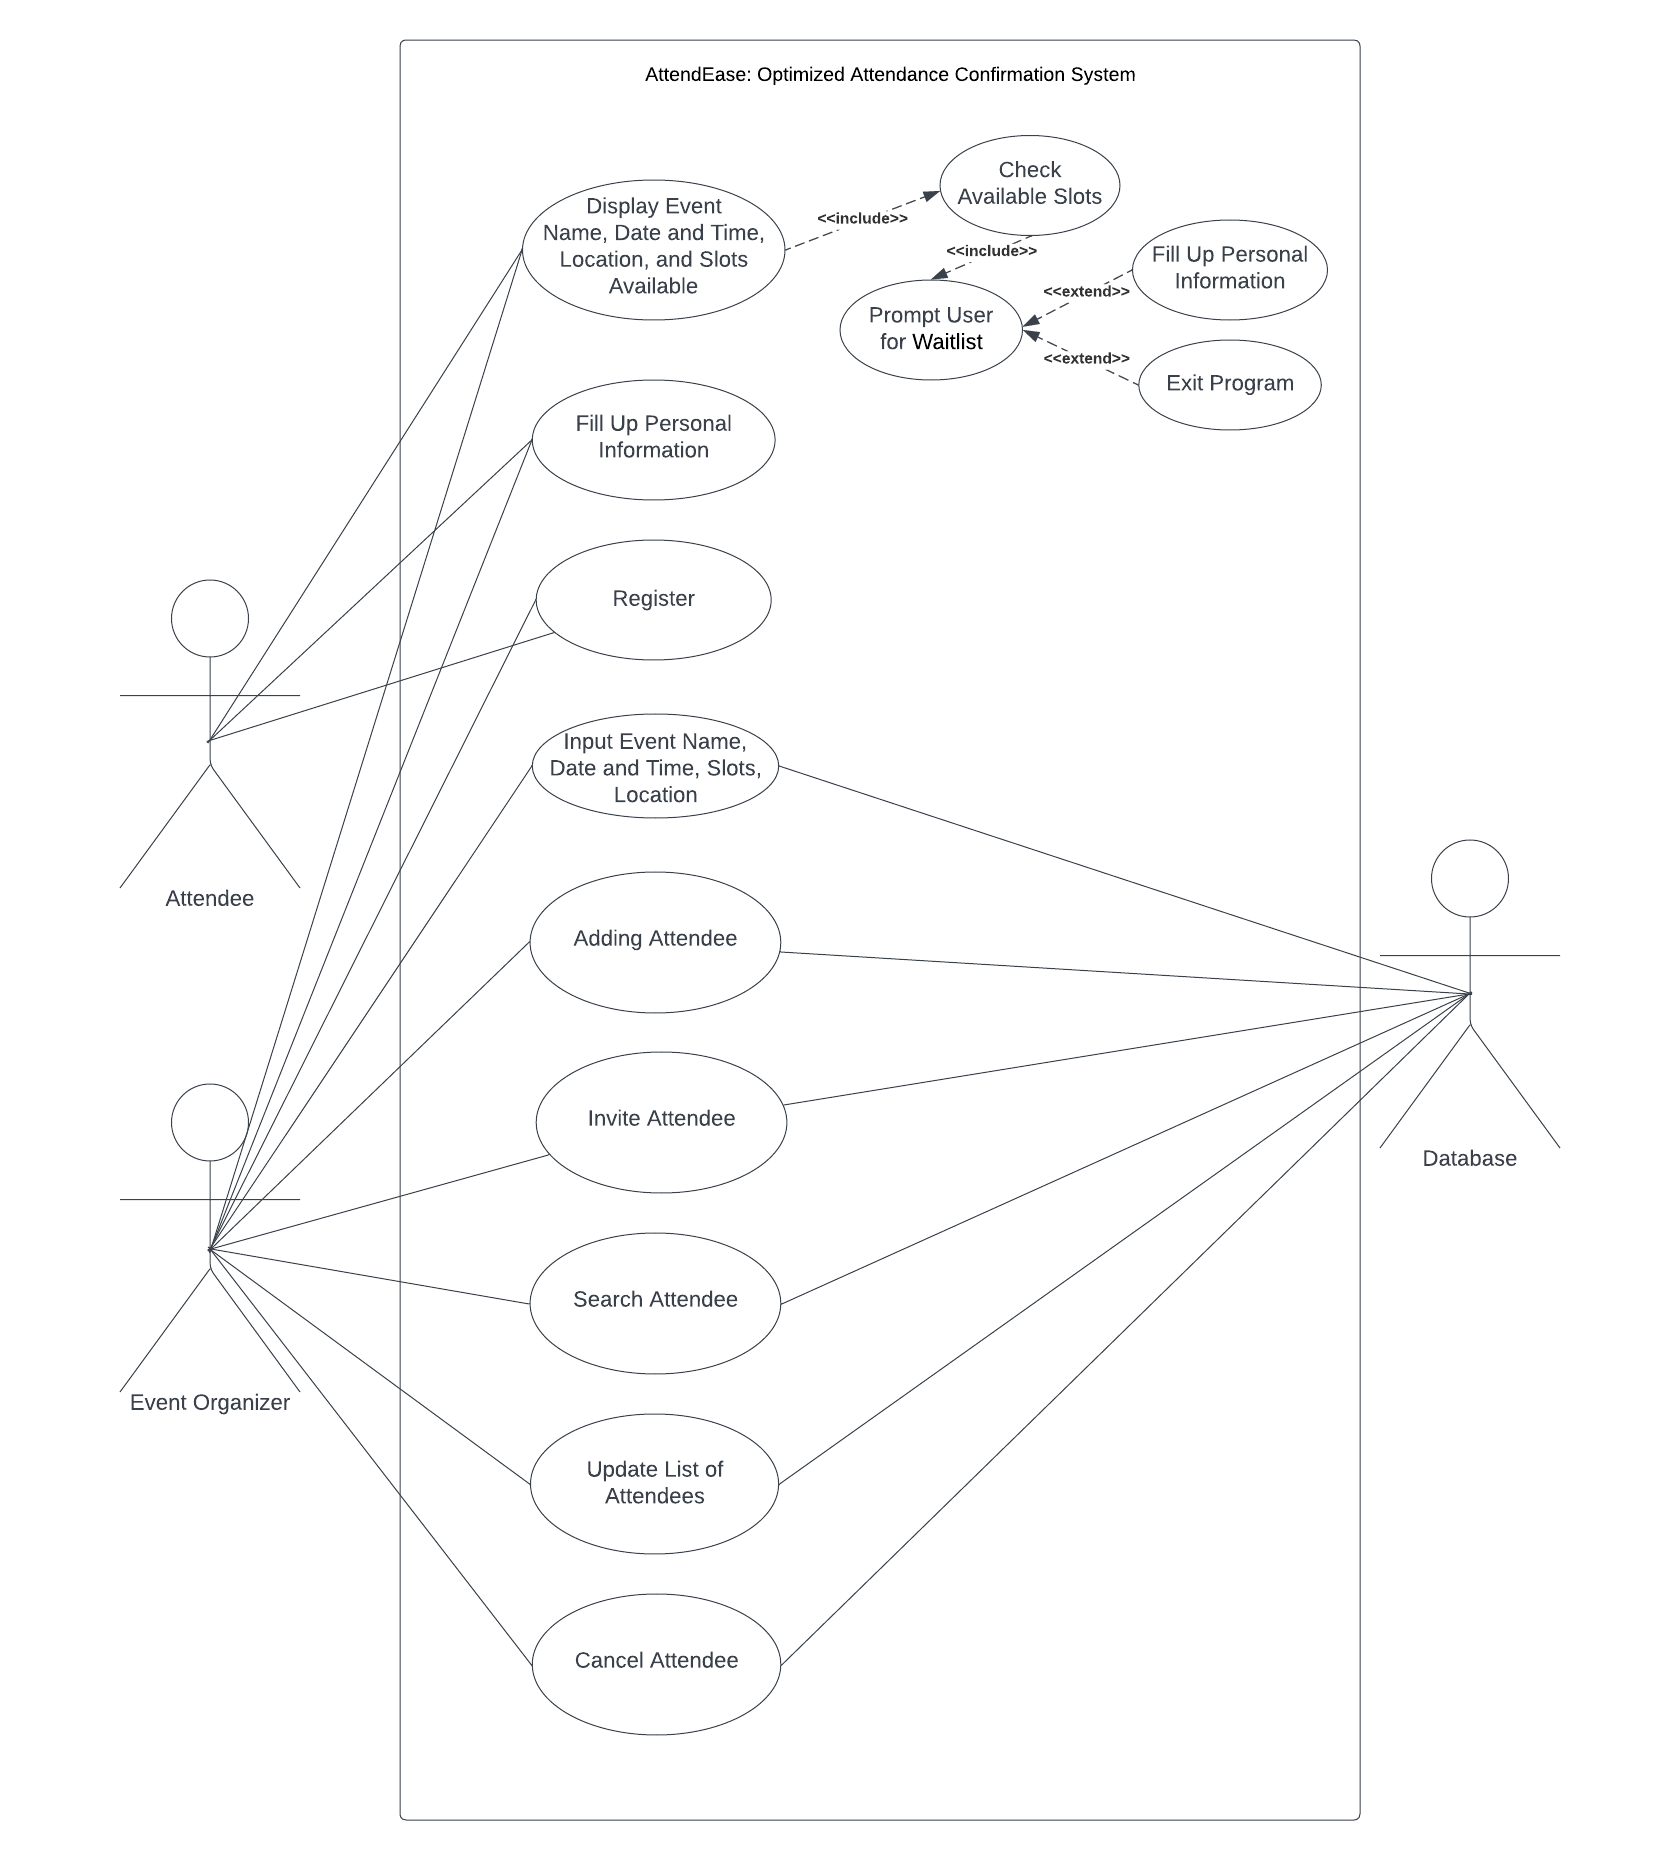 AttendEase: Optimized Attendance Confirmation System
Check
Available Slots
Display Event
Name, Date and Time,
Location, and Slots
Available
<<include>>
<<include>>
Fill Up Personal
Information
<<extend>>
Prompt User
for Waitlist
<<extend>>
Exit Program
Fill Up Personal
Information
Register
Input Event Name,
Date and Time, Slots,
Location
Attendee
Adding Attendee
Invite Attendee
Database
Search Attendee
Event Organizer
Update List of
Attendees
Cancel Attendee